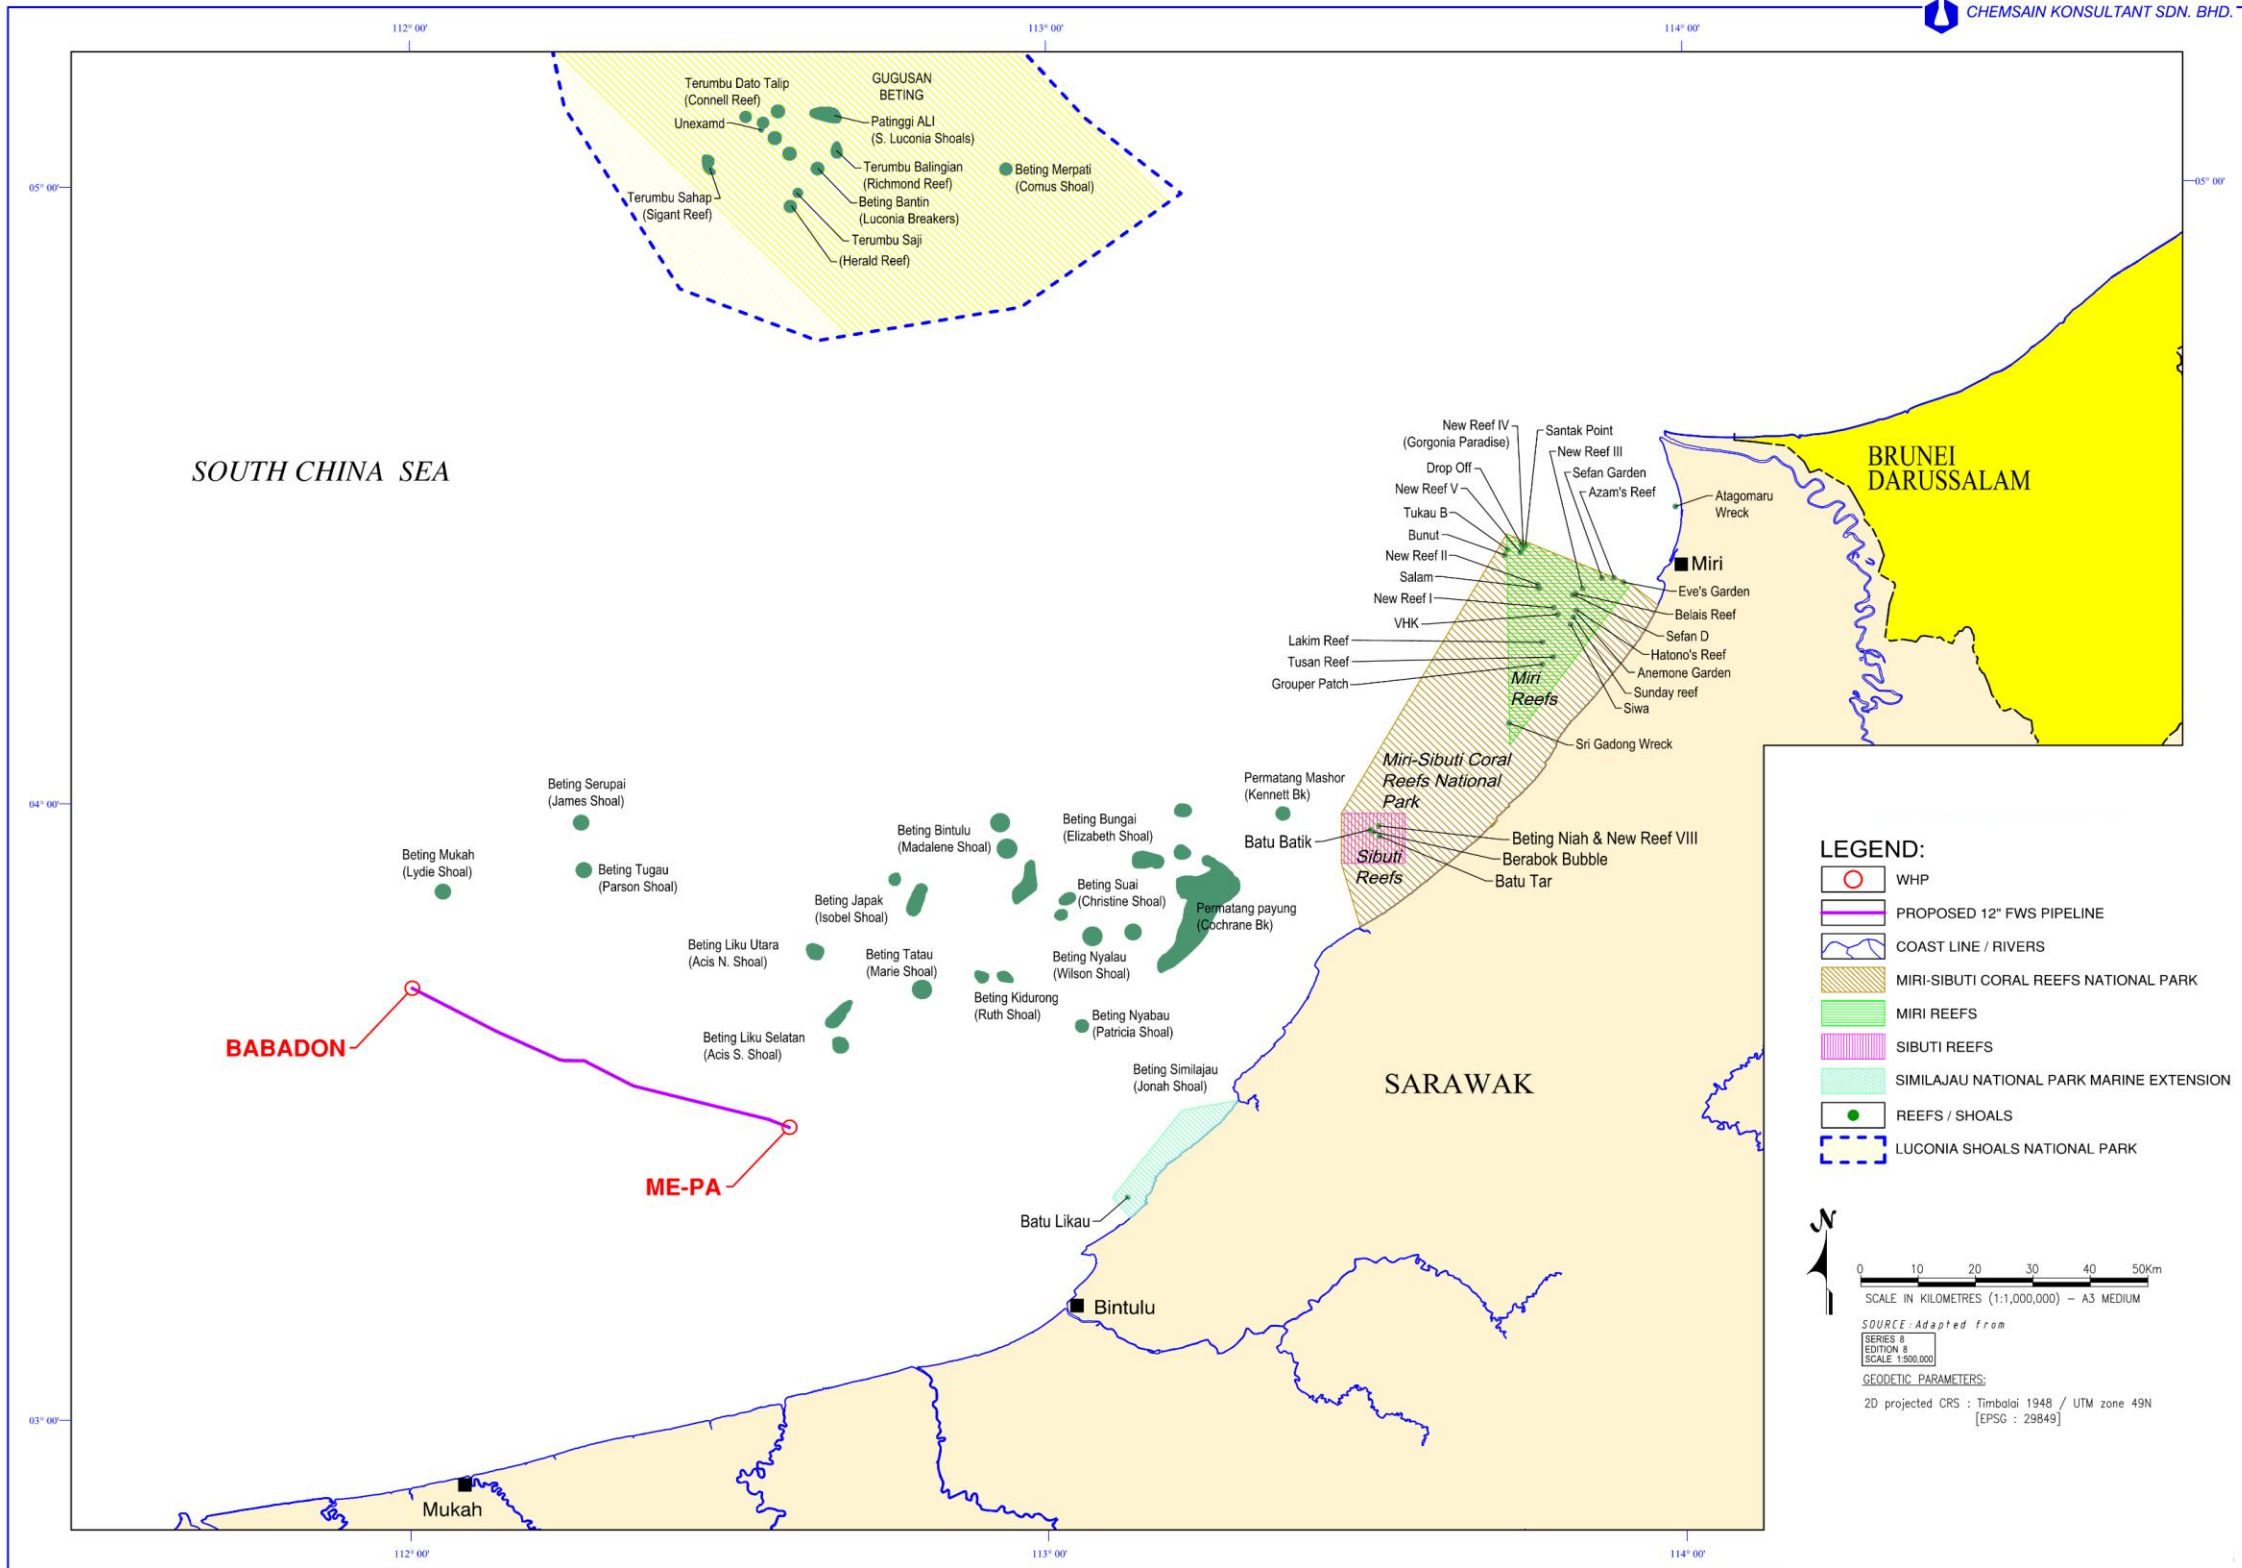 CHEMSAIN KONSULTANT SDN. BHD.
112° 00'
113° 00'
114° 00'
Terumbu Dato Talip
(Connell Reef)
Unexamd
GUGUSAN
BETING
Patinggi ALI
(S. Luconia Shoals)
Terumbu Balingian
(Richmond Reef)
Beting Merpati
(Comus Shoal)
05° 00'
05° 00'
Terumbu Sahap
(Sigant Reef)
Beting Bantin
(Luconia Breakers)
Terumbu Saji
(Herald Reef)
SOUTH CHINA SEA
New Reef IV
(Gorgonia Paradise)
Santak Point
New Reef III
Drop Off
Sefan Garden
New Reef V
Azam's Reef
Tukau B
Atagomaru
Wreck
Bunut
New Reef II
Salam
New Reef I
VHK
Lakim Reef
Tusan Reef
Grouper Patch
Miri
Eve's Garden
Belais Reef
Sefan D
Hatono's Reef
Anemone Garden
Sunday reef
Siwa
Miri
Reefs
Sri Gadong Wreck
BRUNEI
DARUSSALAM
Miri-Sibuti Coral
Reefs National
Park
04° 00'
Beting Serupai
(James Shoal)
Beting Mukah
(Lydie Shoal)
Beting Tugau
(Parson Shoal)
Beting Bintulu
(Madalene Shoal)
Beting Bungai
(Elizabeth Shoal)
Permatang Mashor
(Kennett Bk)
Batu Batik
Beting Niah & New Reef VIII
Berabok Bubble
Batu Tar
Sibuti
Reefs
Beting Japak
(Isobel Shoal)
Beting Suai
(Christine Shoal)
Permatang payung
(Cochrane Bk)
Beting Liku Utara
(Acis N. Shoal)
Beting Tatau
(Marie Shoal)
Beting Nyalau
(Wilson Shoal)
Beting Kidurong
(Ruth Shoal)
Beting Nyabau
(Patricia Shoal)
Beting Liku Selatan
(Acis S. Shoal)
Beting Similajau
(Jonah Shoal)
BABADON
ME-PA
SARAWAK
Batu Likau
Bintulu
Mukah
03° 00'
112° 00'
113° 00'
114° 00'
LEGEND:
WHP
PROPOSED 12" FWS PIPELINE
COAST LINE / RIVERS
MIRI-SIBUTI CORAL REEFS NATIONAL PARK
MIRI REEFS
SIBUTI REEFS
SIMILAJAU NATIONAL PARK MARINE EXTENSION
REEFS / SHOALS
LUCONIA SHOALS NATIONAL PARK
N
0 10 20 30 40 50Km
SCALE IN KILOMETRES (1:1,000,000) – A3 MEDIUM
SOURCE: Adapted from
SERIES 8
EDITION 8
SCALE 1:500,000
GEODETIC PARAMETERS:
2D projected CRS : Timbalai 1948 / UTM zone 49N
[EPSG : 29849]